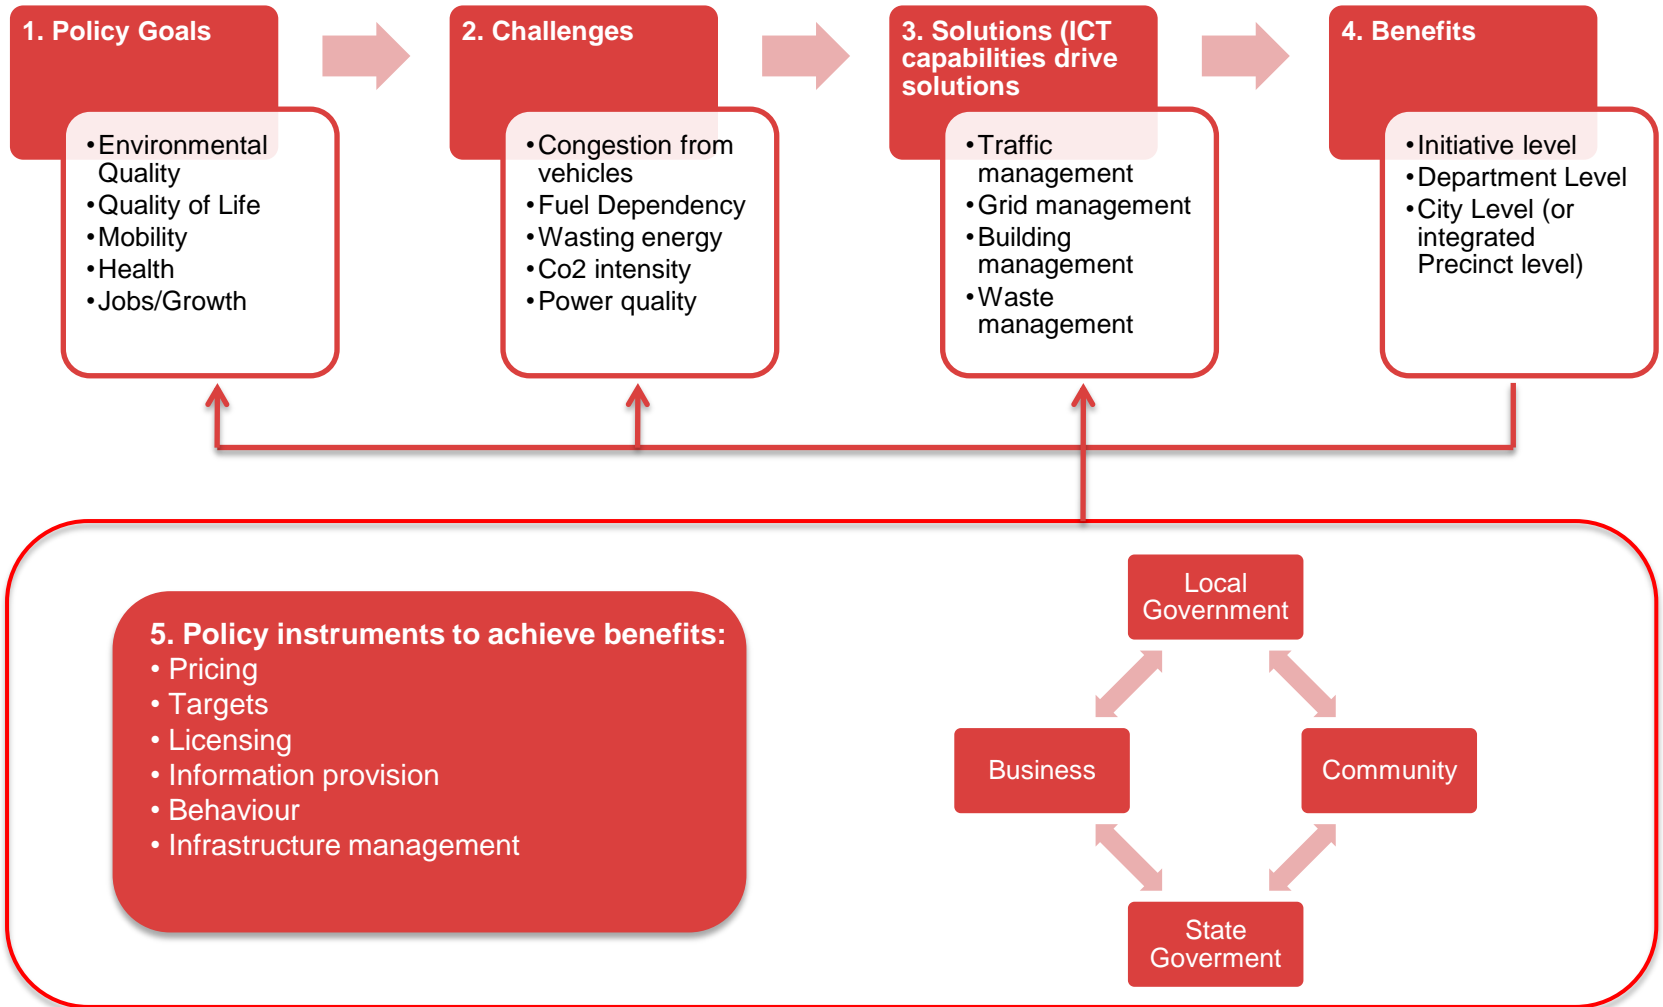 1. Policy Goals
•Environmental
Quality
•Quality of Life
•Mobility
•Health
•Jobs/Growth
2. Challenges
•Congestion from
vehicles
•Fuel Dependency
•Wasting energy
•Co2 intensity
•Power quality
3. Solutions (ICT
capabilities drive
solutions
•Traffic
management
•Grid management
•Building
management
•Waste
management
4. Benefits
•Initiative level
•Department Level
•City Level (or
integrated
Precinct level)
5. Policy instruments to achieve benefits:
• Pricing
• Targets
• Licensing
• Information provision
• Behaviour
• Infrastructure management
Local
Government
Business
Community
State
Goverment